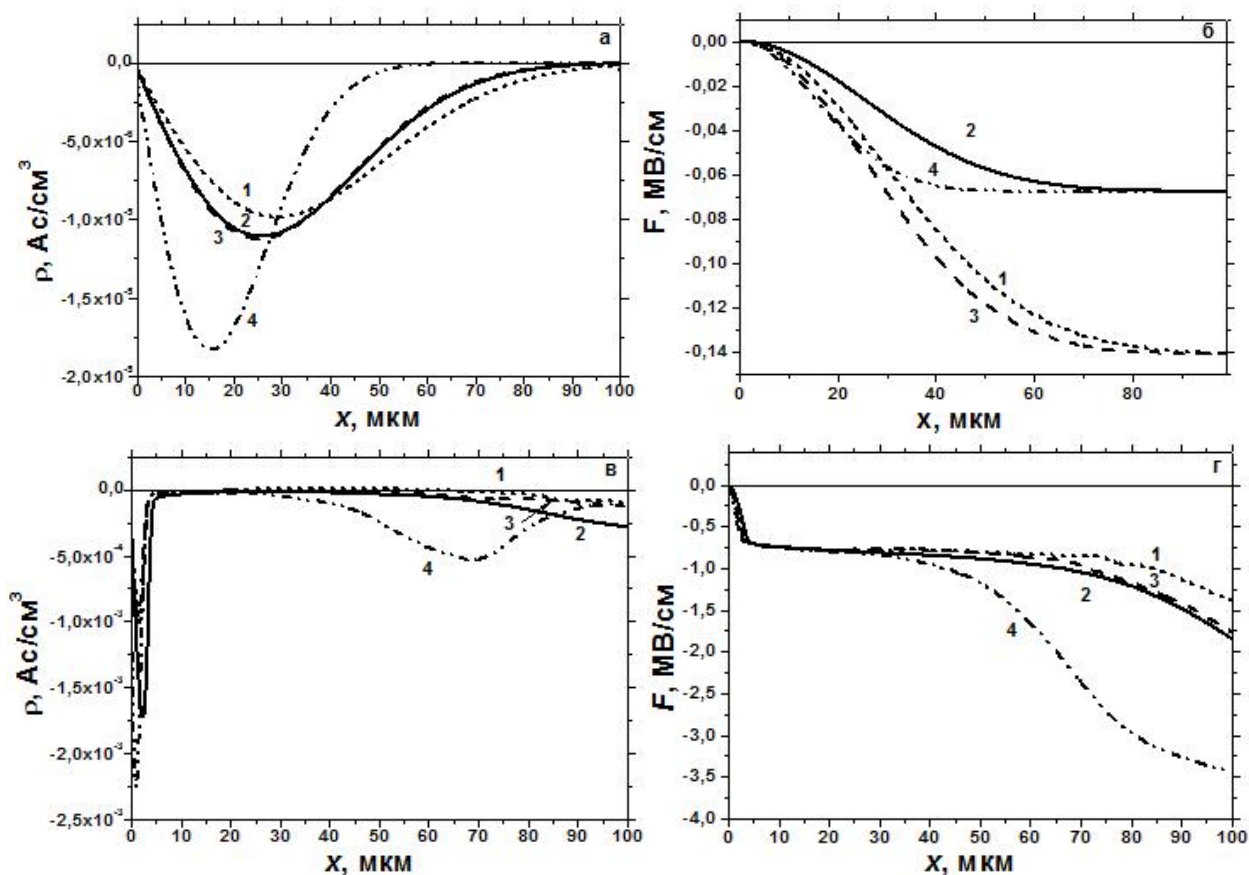 а
0,0
-5,0x10⁻⁶
-1,0x10⁻⁵
-1,5x10⁻⁵
-2,0x10⁻⁵
ρ, Ас/см³
1
2
3
4
0 10 20 30 40 50 60 70 80 90 100
X, мкм
б
0,00
-0,02
-0,04
-0,06
-0,08
-0,10
-0,12
-0,14
F, МВ/см
2
4
1
3
0 20 40 60 80
X, мкм
в
0,0
-5,0x10⁻⁴
-1,0x10⁻³
-1,5x10⁻³
-2,0x10⁻³
-2,5x10⁻³
ρ, Ас/см³
1
3
2
4
0 10 20 30 40 50 60 70 80 90 100
X, мкм
г
0,0
-0,5
-1,0
-1,5
-2,0
-2,5
-3,0
-3,5
-4,0
F, МВ/см
1
3
2
4
0 10 20 30 40 50 60 70 80 90 100
X, мкм